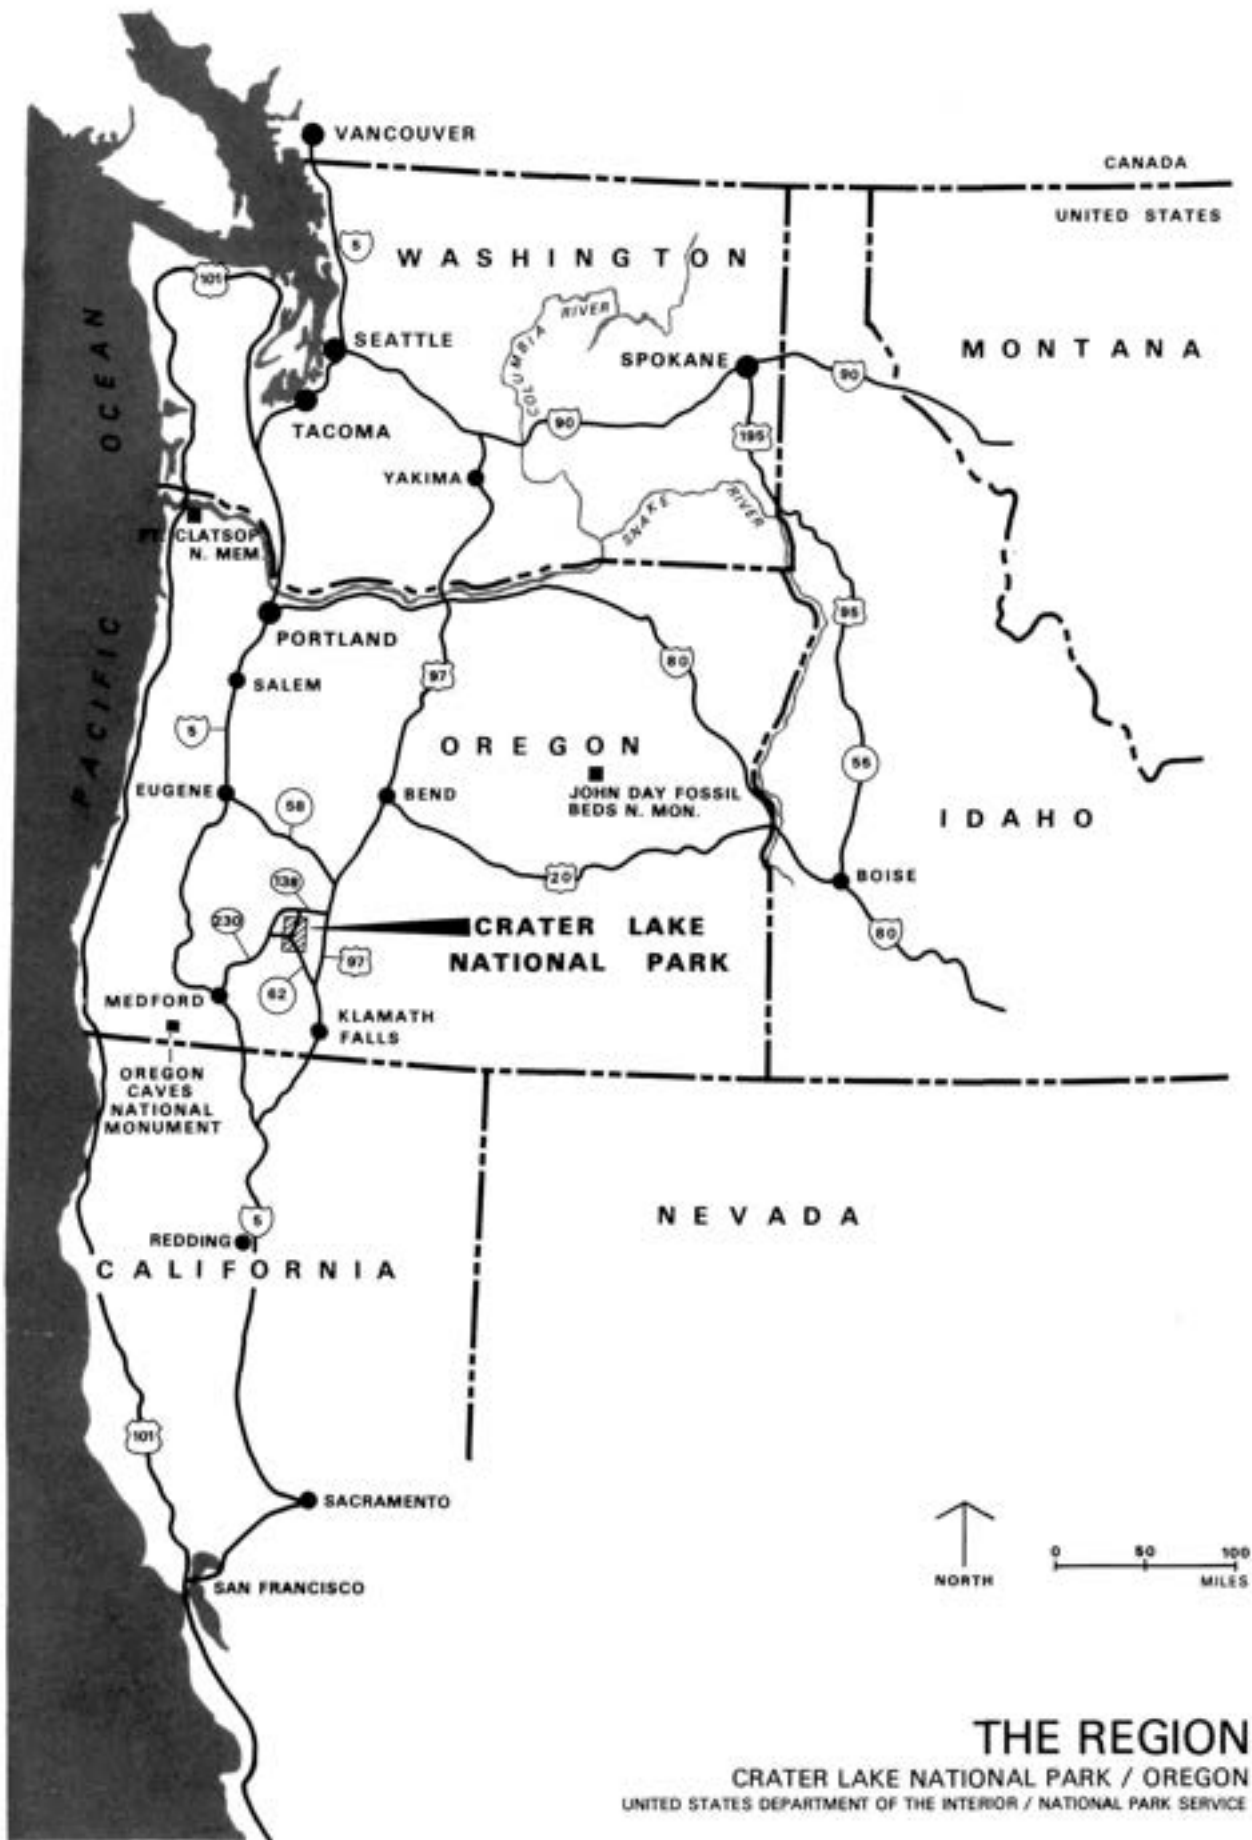 VANCOUVER
CANADA
UNITED STATES
5
WASHINGTON
101
RIVER
COLUMBIA
SEATTLE
SPOKANE
MONTANA
90
PACIFIC OCEAN
TACOMA
90
195
YAKIMA
SNAKE
RIVER
FT. CLATSOP
N. MEM.
95
PORTLAND
80
97
SALEM
5
OREGON
55
EUGENE
58
BEND
JOHN DAY FOSSIL
BEDS N. MON.
IDAHO
20
BOISE
138
230
CRATER LAKE
NATIONAL PARK
80
97
62
MEDFORD
KLAMATH
FALLS
OREGON
CAVES
NATIONAL
MONUMENT
NEVADA
5
REDDING
CALIFORNIA
101
SACRAMENTO
SAN FRANCISCO
NORTH
0 50 100
MILES
THE REGION
CRATER LAKE NATIONAL PARK / OREGON
UNITED STATES DEPARTMENT OF THE INTERIOR / NATIONAL PARK SERVICE